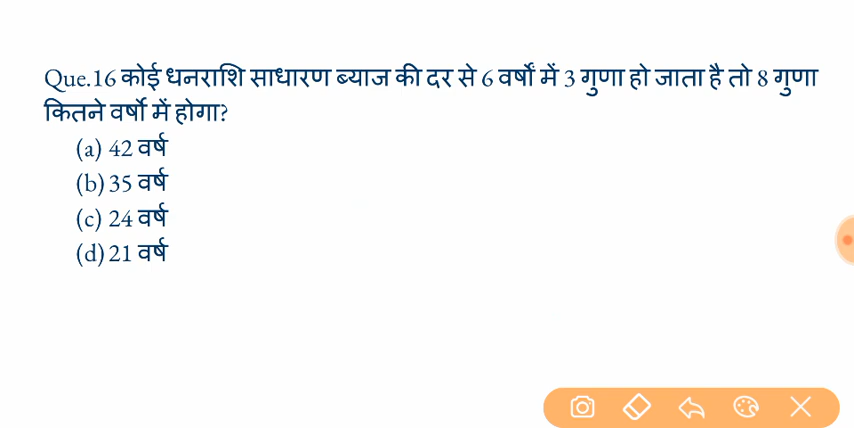 Que.16 कोई धनराशि साधारण ब्याज की दर से 6 वर्षों में 3 गुणा हो जाता है तो 8 गुणा
कितने वर्षो में होगा?
(a) 42 वर्ष
(b) 35 वर्ष
(c) 24 वर्ष
(d) 21 वर्ष